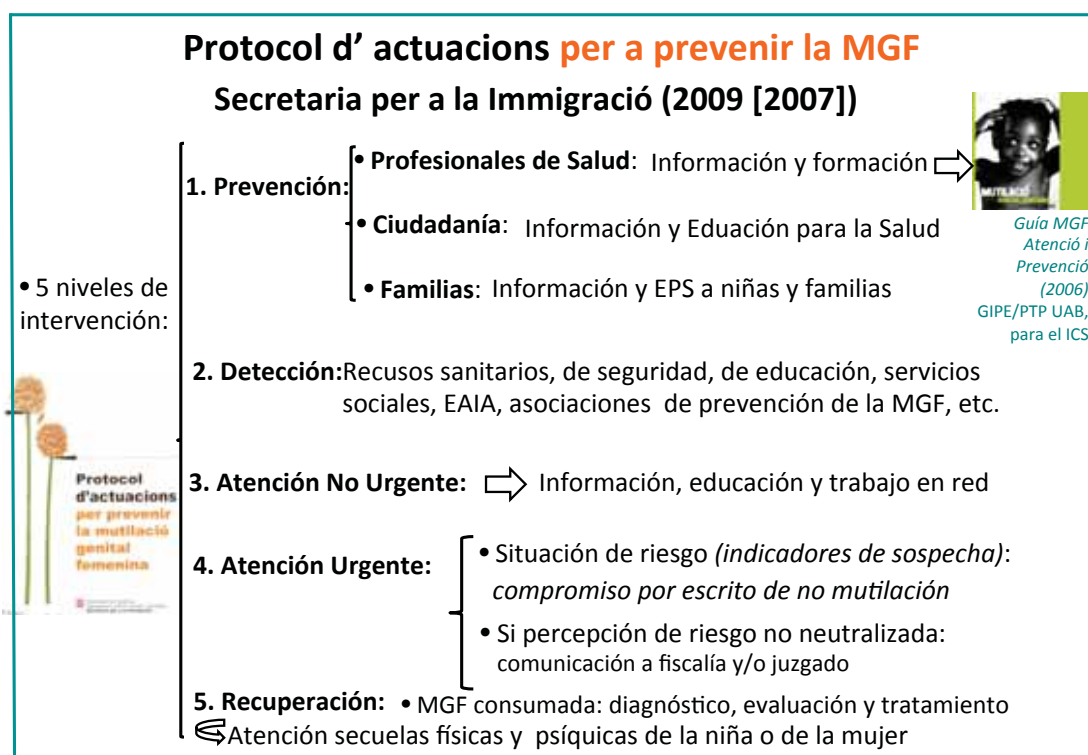 Protocol d’ actuacions per a prevenir la MGF
Secretaria per a la Immigració (2009 [2007])
• 5 niveles de
intervención:
1. Prevención:
• Profesionales de Salud: Información y formación
• Ciudadanía: Información y Eduación para la Salud
• Familias: Información y EPS a niñas y familias
MUTILACIÓ
Guía MGF
Atenció i
Prevenció
(2006)
GIPE/PTP UAB,
para el ICS
2. Detección:Recusos sanitarios, de seguridad, de educación, servicios
sociales, EAIA, asociaciones de prevención de la MGF, etc.
Protocol
d'actuacions
per prevenir
la mutilació
genital
femenina
3. Atención No Urgente: Información, educación y trabajo en red
4. Atención Urgente:
• Situación de riesgo (indicadores de sospecha):
compromiso por escrito de no mutilación
• Si percepción de riesgo no neutralizada:
comunicación a fiscalía y/o juzgado
5. Recuperación: • MGF consumada: diagnóstico, evaluación y tratamiento
Atención secuelas físicas y psíquicas de la niña o de la mujer